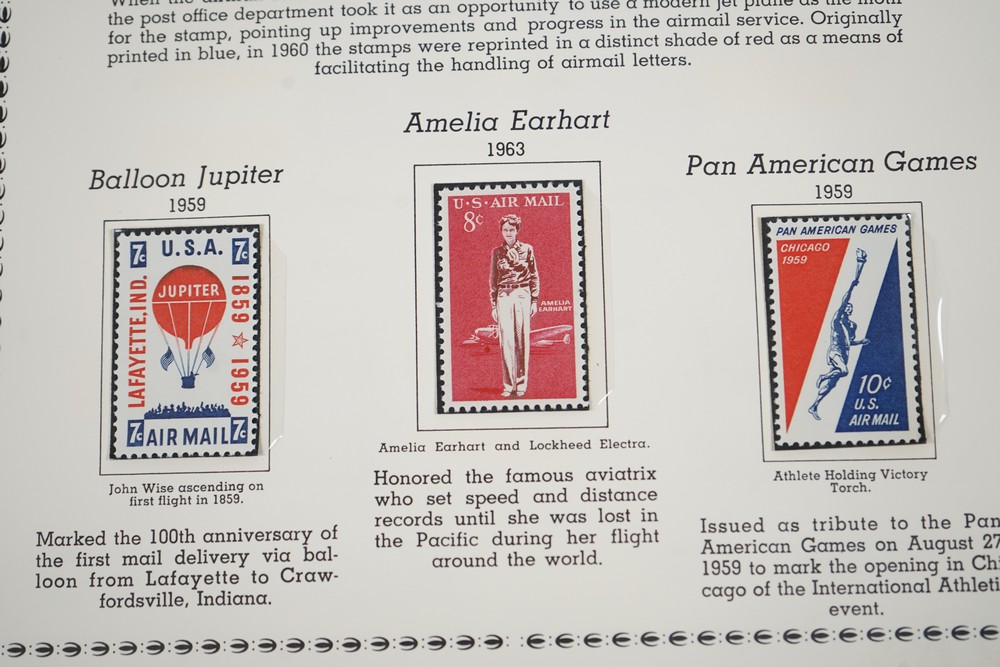 When the
the post office department took it as an opportunity to use a modern jet plane as the motif
for the stamp, pointing up improvements and progress in the airmail service. Originally
printed in blue, in 1960 the stamps were reprinted in a distinct shade of red as a means of
facilitating the handling of airmail letters.
Balloon Jupiter
1959
7c U.S.A. 7c
JUPITER
LAFAYETTE, IND.
1859 ☆ 1959
7c AIR MAIL 7c
John Wise ascending on
first flight in 1859.
Marked the 100th anniversary of
the first mail delivery via bal-
loon from Lafayette to Craw-
fordsville, Indiana.
Amelia Earhart
1963
U·S·AIR MAIL
8¢
AMELIA
EARHART
Amelia Earhart and Lockheed Electra.
Honored the famous aviatrix
who set speed and distance
records until she was lost in
the Pacific during her flight
around the world.
Pan American Games
1959
PAN AMERICAN GAMES
CHICAGO
1959
10¢
U.S.
AIR MAIL
Athlete Holding Victory
Torch.
Issued as tribute to the Pan
American Games on August 27
1959 to mark the opening in Chi
cago of the International Athleti
event.